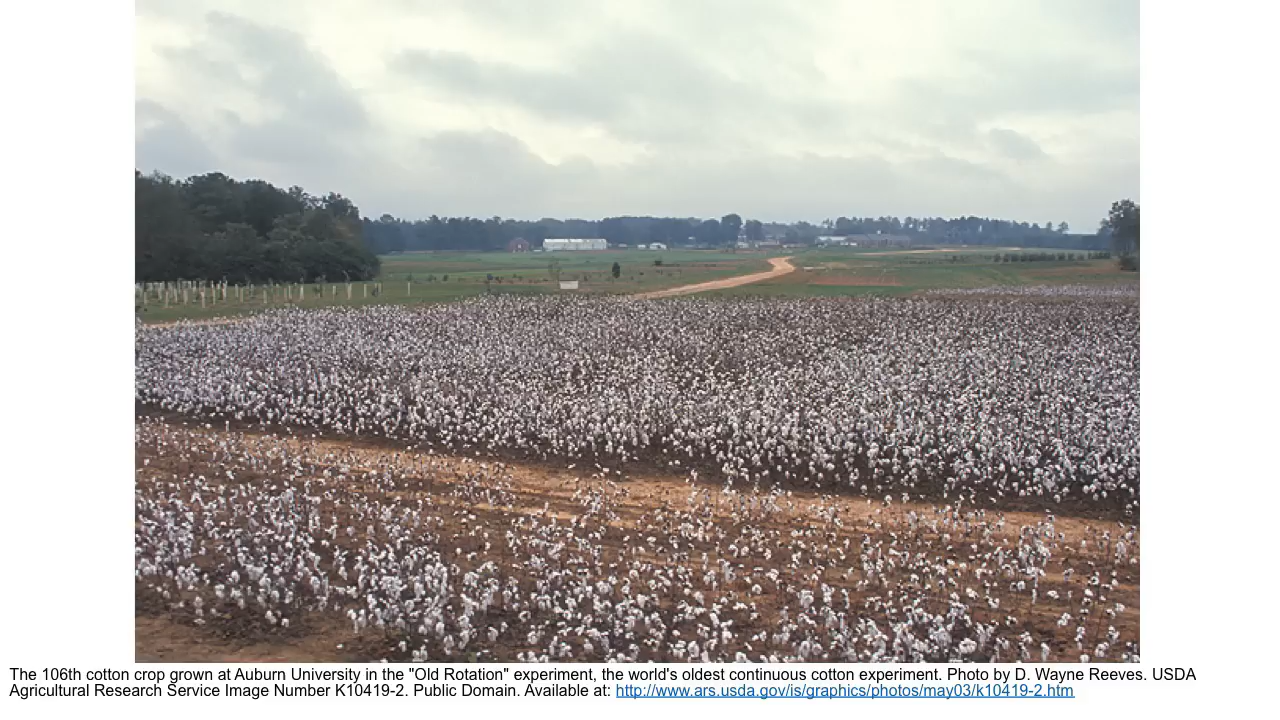 The 106th cotton crop grown at Auburn University in the "Old Rotation" experiment, the world's oldest continuous cotton experiment. Photo by D. Wayne Reeves. USDA
Agricultural Research Service Image Number K10419-2. Public Domain. Available at: http://www.ars.usda.gov/is/graphics/photos/may03/k10419-2.htm